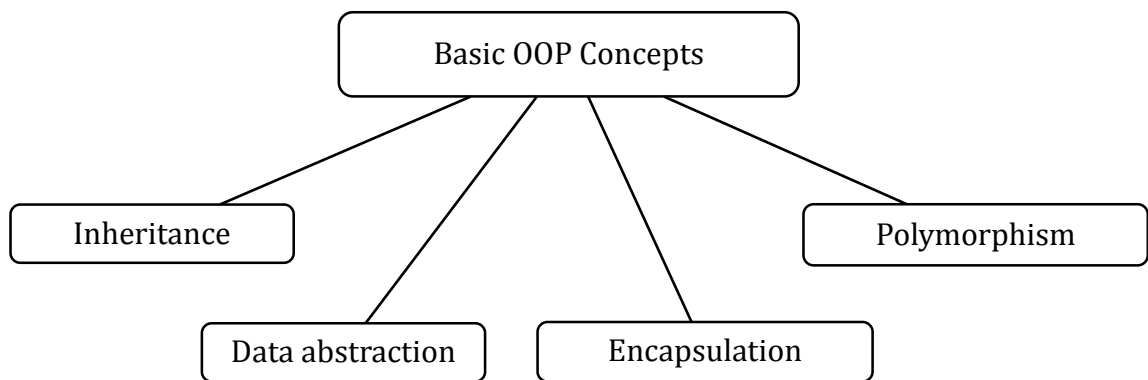 Basic OOP Concepts
Inheritance
Polymorphism
Data abstraction
Encapsulation